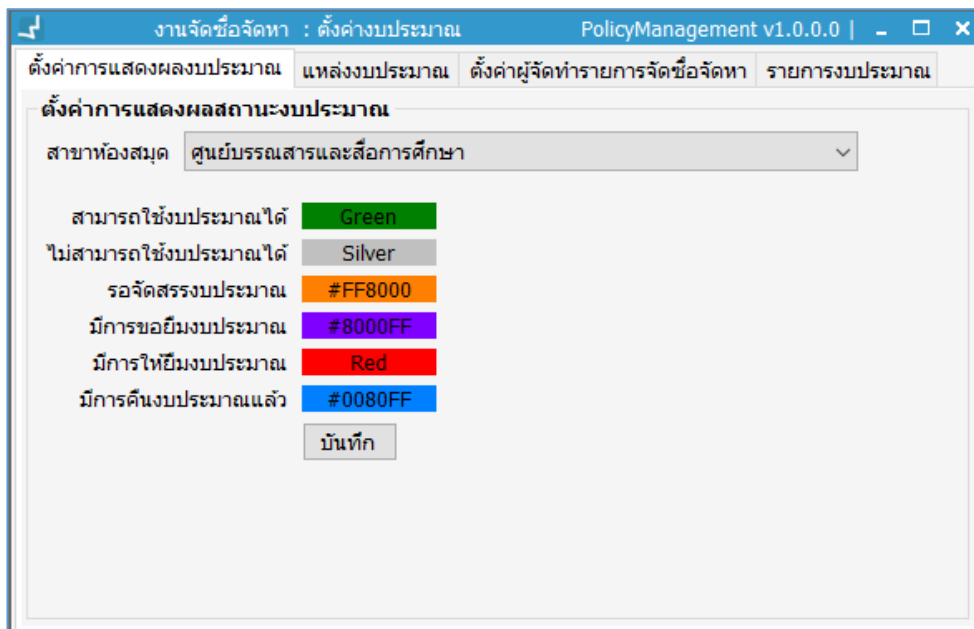 งานจัดซื้อจัดหา : ตั้งค่างบประมาณ PolicyManagement v1.0.0.0 |
ตั้งค่าการแสดงผลงบประมาณ แหล่งงบประมาณ ตั้งค่าผู้จัดทำรายการจัดซื้อจัดหา รายการงบประมาณ
ตั้งค่าการแสดงผลสถานะงบประมาณ
สาขาห้องสมุด ศูนย์บรรณสารและสื่อการศึกษา
สามารถใช้งบประมาณได้ Green
ไม่สามารถใช้งบประมาณได้ Silver
รอจัดสรรงบประมาณ #FF8000
มีการขอยืมงบประมาณ #8000FF
มีการให้ยืมงบประมาณ Red
มีการคืนงบประมาณแล้ว #0080FF
บันทึก